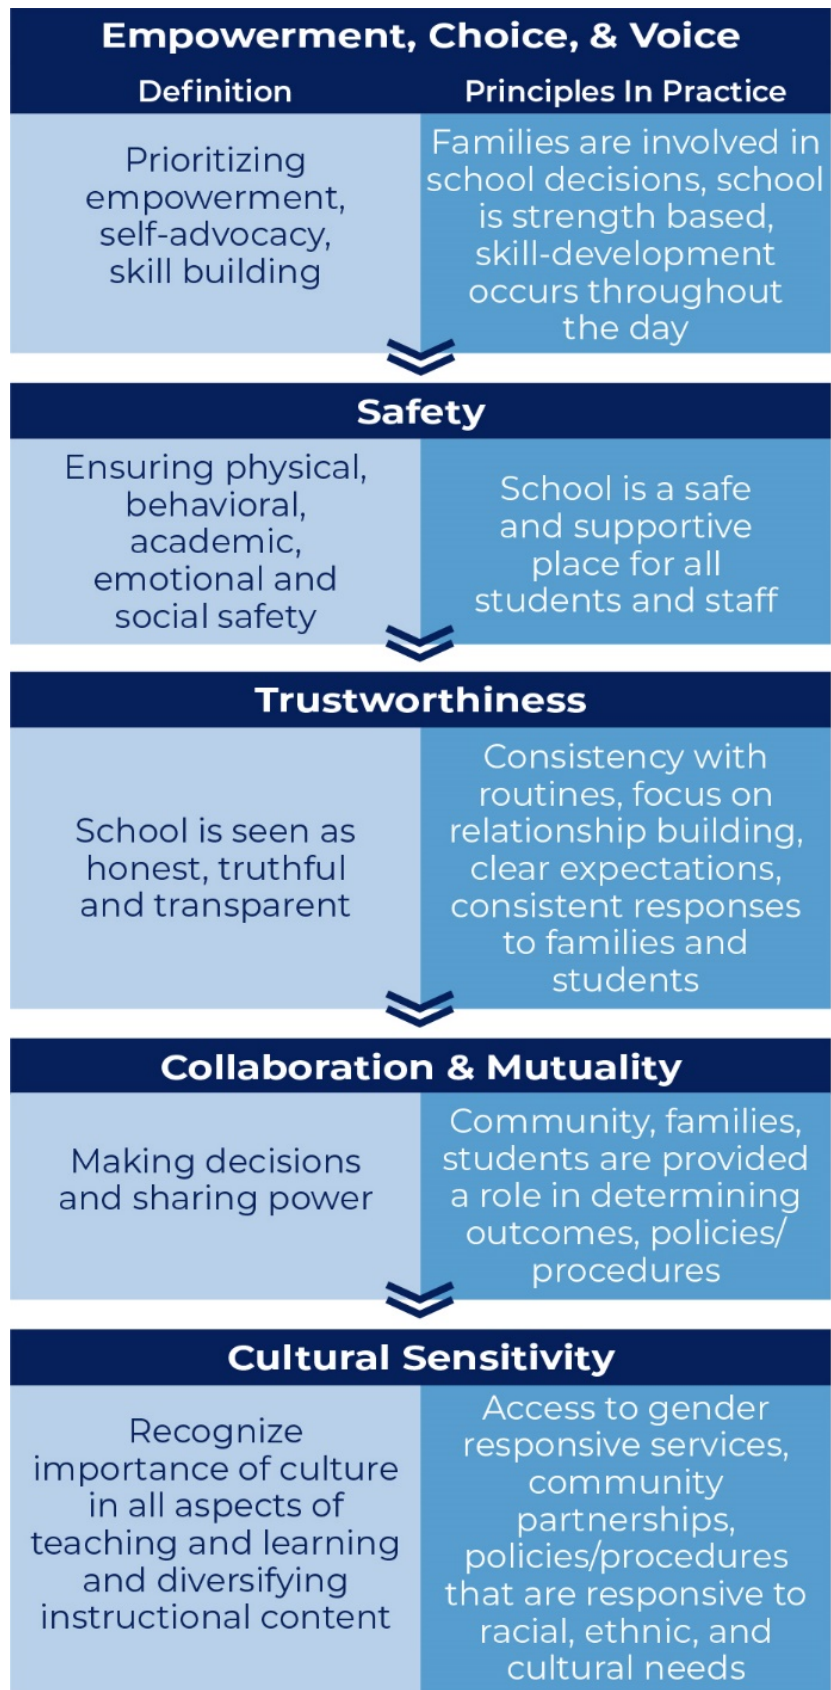 Empowerment, Choice, & Voice
Definition
Principles In Practice
Prioritizing
empowerment,
self-advocacy,
skill building
Families are involved in
school decisions, school
is strength based,
skill-development
occurs throughout
the day
Safety
Ensuring physical,
behavioral,
academic,
emotional and
social safety
School is a safe
and supportive
place for all
students and staff
Trustworthiness
School is seen as
honest, truthful
and transparent
Consistency with
routines, focus on
relationship building,
clear expectations,
consistent responses
to families and
students
Collaboration & Mutuality
Making decisions
and sharing power
Community, families,
students are provided
a role in determining
outcomes, policies/
procedures
Cultural Sensitivity
Recognize
importance of culture
in all aspects of
teaching and learning
and diversifying
instructional content
Access to gender
responsive services,
community
partnerships,
policies/procedures
that are responsive to
racial, ethnic, and
cultural needs